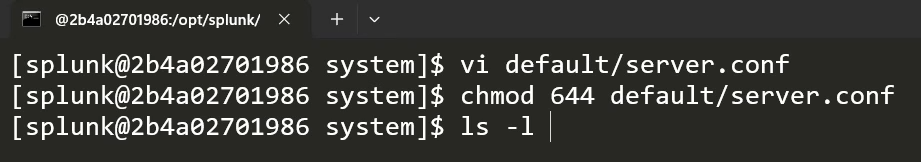 @2b4a02701986:/opt/splunk/
[splunk@2b4a02701986 system]$ vi default/server.conf
[splunk@2b4a02701986 system]$ chmod 644 default/server.conf
[splunk@2b4a02701986 system]$ ls -l